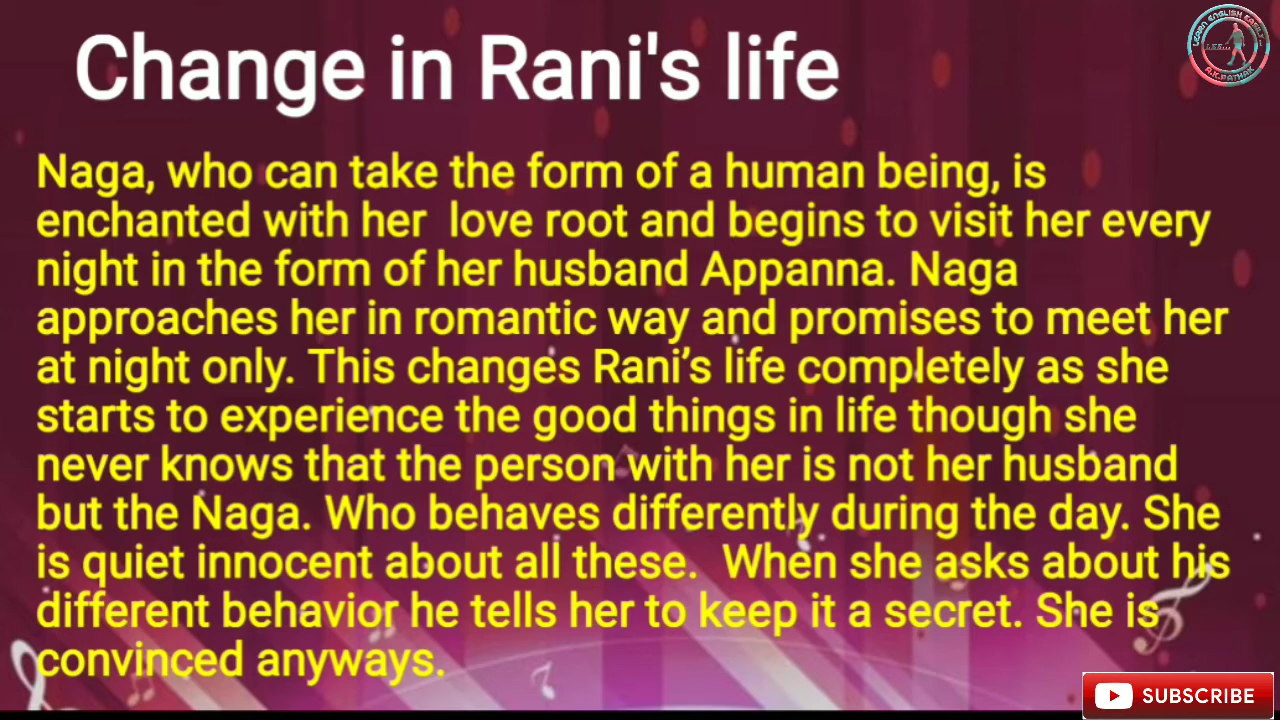 Change in Rani's life
Naga, who can take the form of a human being, is
enchanted with her  love root and begins to visit her every
night in the form of her husband Appanna. Naga
approaches her in romantic way and promises to meet her
at night only. This changes Rani’s life completely as she
starts to experience the good things in life though she
never knows that the person with her is not her husband
but the Naga. Who behaves differently during the day. She
is quiet innocent about all these.  When she asks about his
different behavior he tells her to keep it a secret. She is
convinced anyways.
LEARN ENGLISH EASILY
LEE...
A.K.PATHAK
SUBSCRIBE